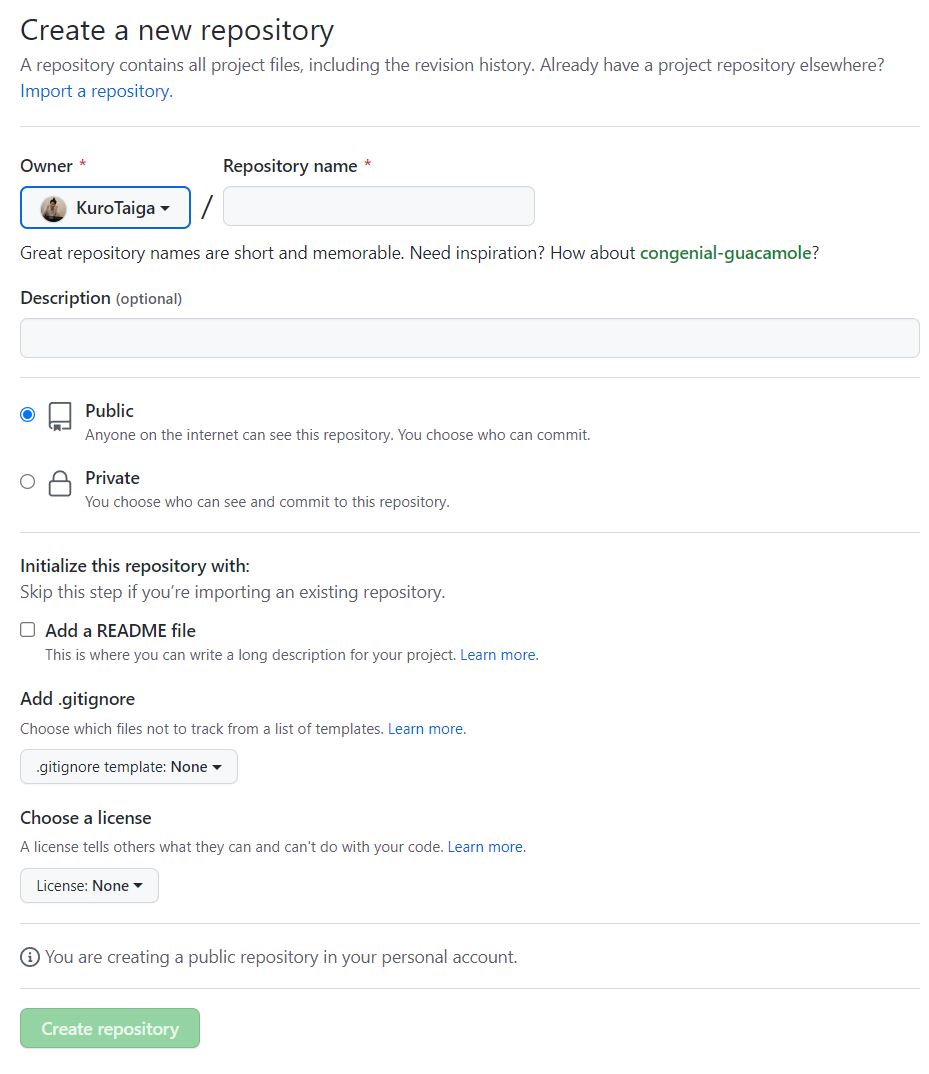 Create a new repository
A repository contains all project files, including the revision history. Already have a project repository elsewhere?
Import a repository.
Owner * Repository name *
KuroTaiga /
Great repository names are short and memorable. Need inspiration? How about congenial-guacamole?
Description (optional)
Public
Anyone on the internet can see this repository. You choose who can commit.
Private
You choose who can see and commit to this repository.
Initialize this repository with:
Skip this step if you’re importing an existing repository.
Add a README file
This is where you can write a long description for your project. Learn more.
Add .gitignore
Choose which files not to track from a list of templates. Learn more.
.gitignore template: None
Choose a license
A license tells others what they can and can't do with your code. Learn more.
License: None
You are creating a public repository in your personal account.
Create repository